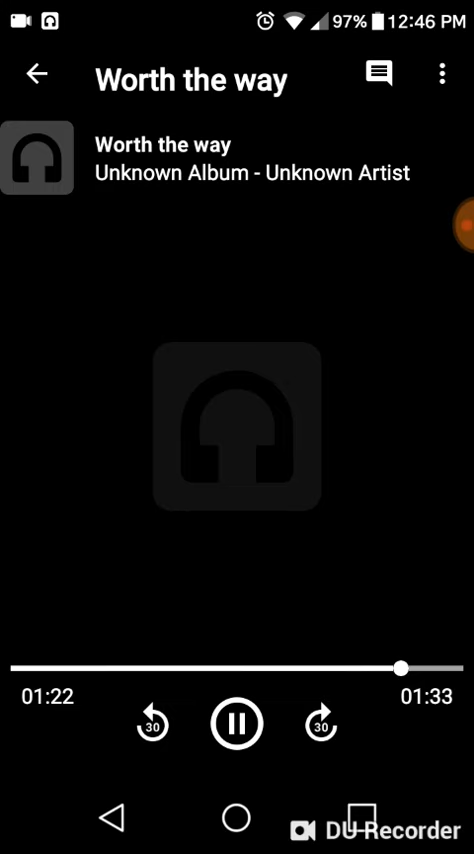 97% 12:46 PM
Worth the way
Worth the way
Unknown Album - Unknown Artist
01:22
01:33
30
30
DU Recorder